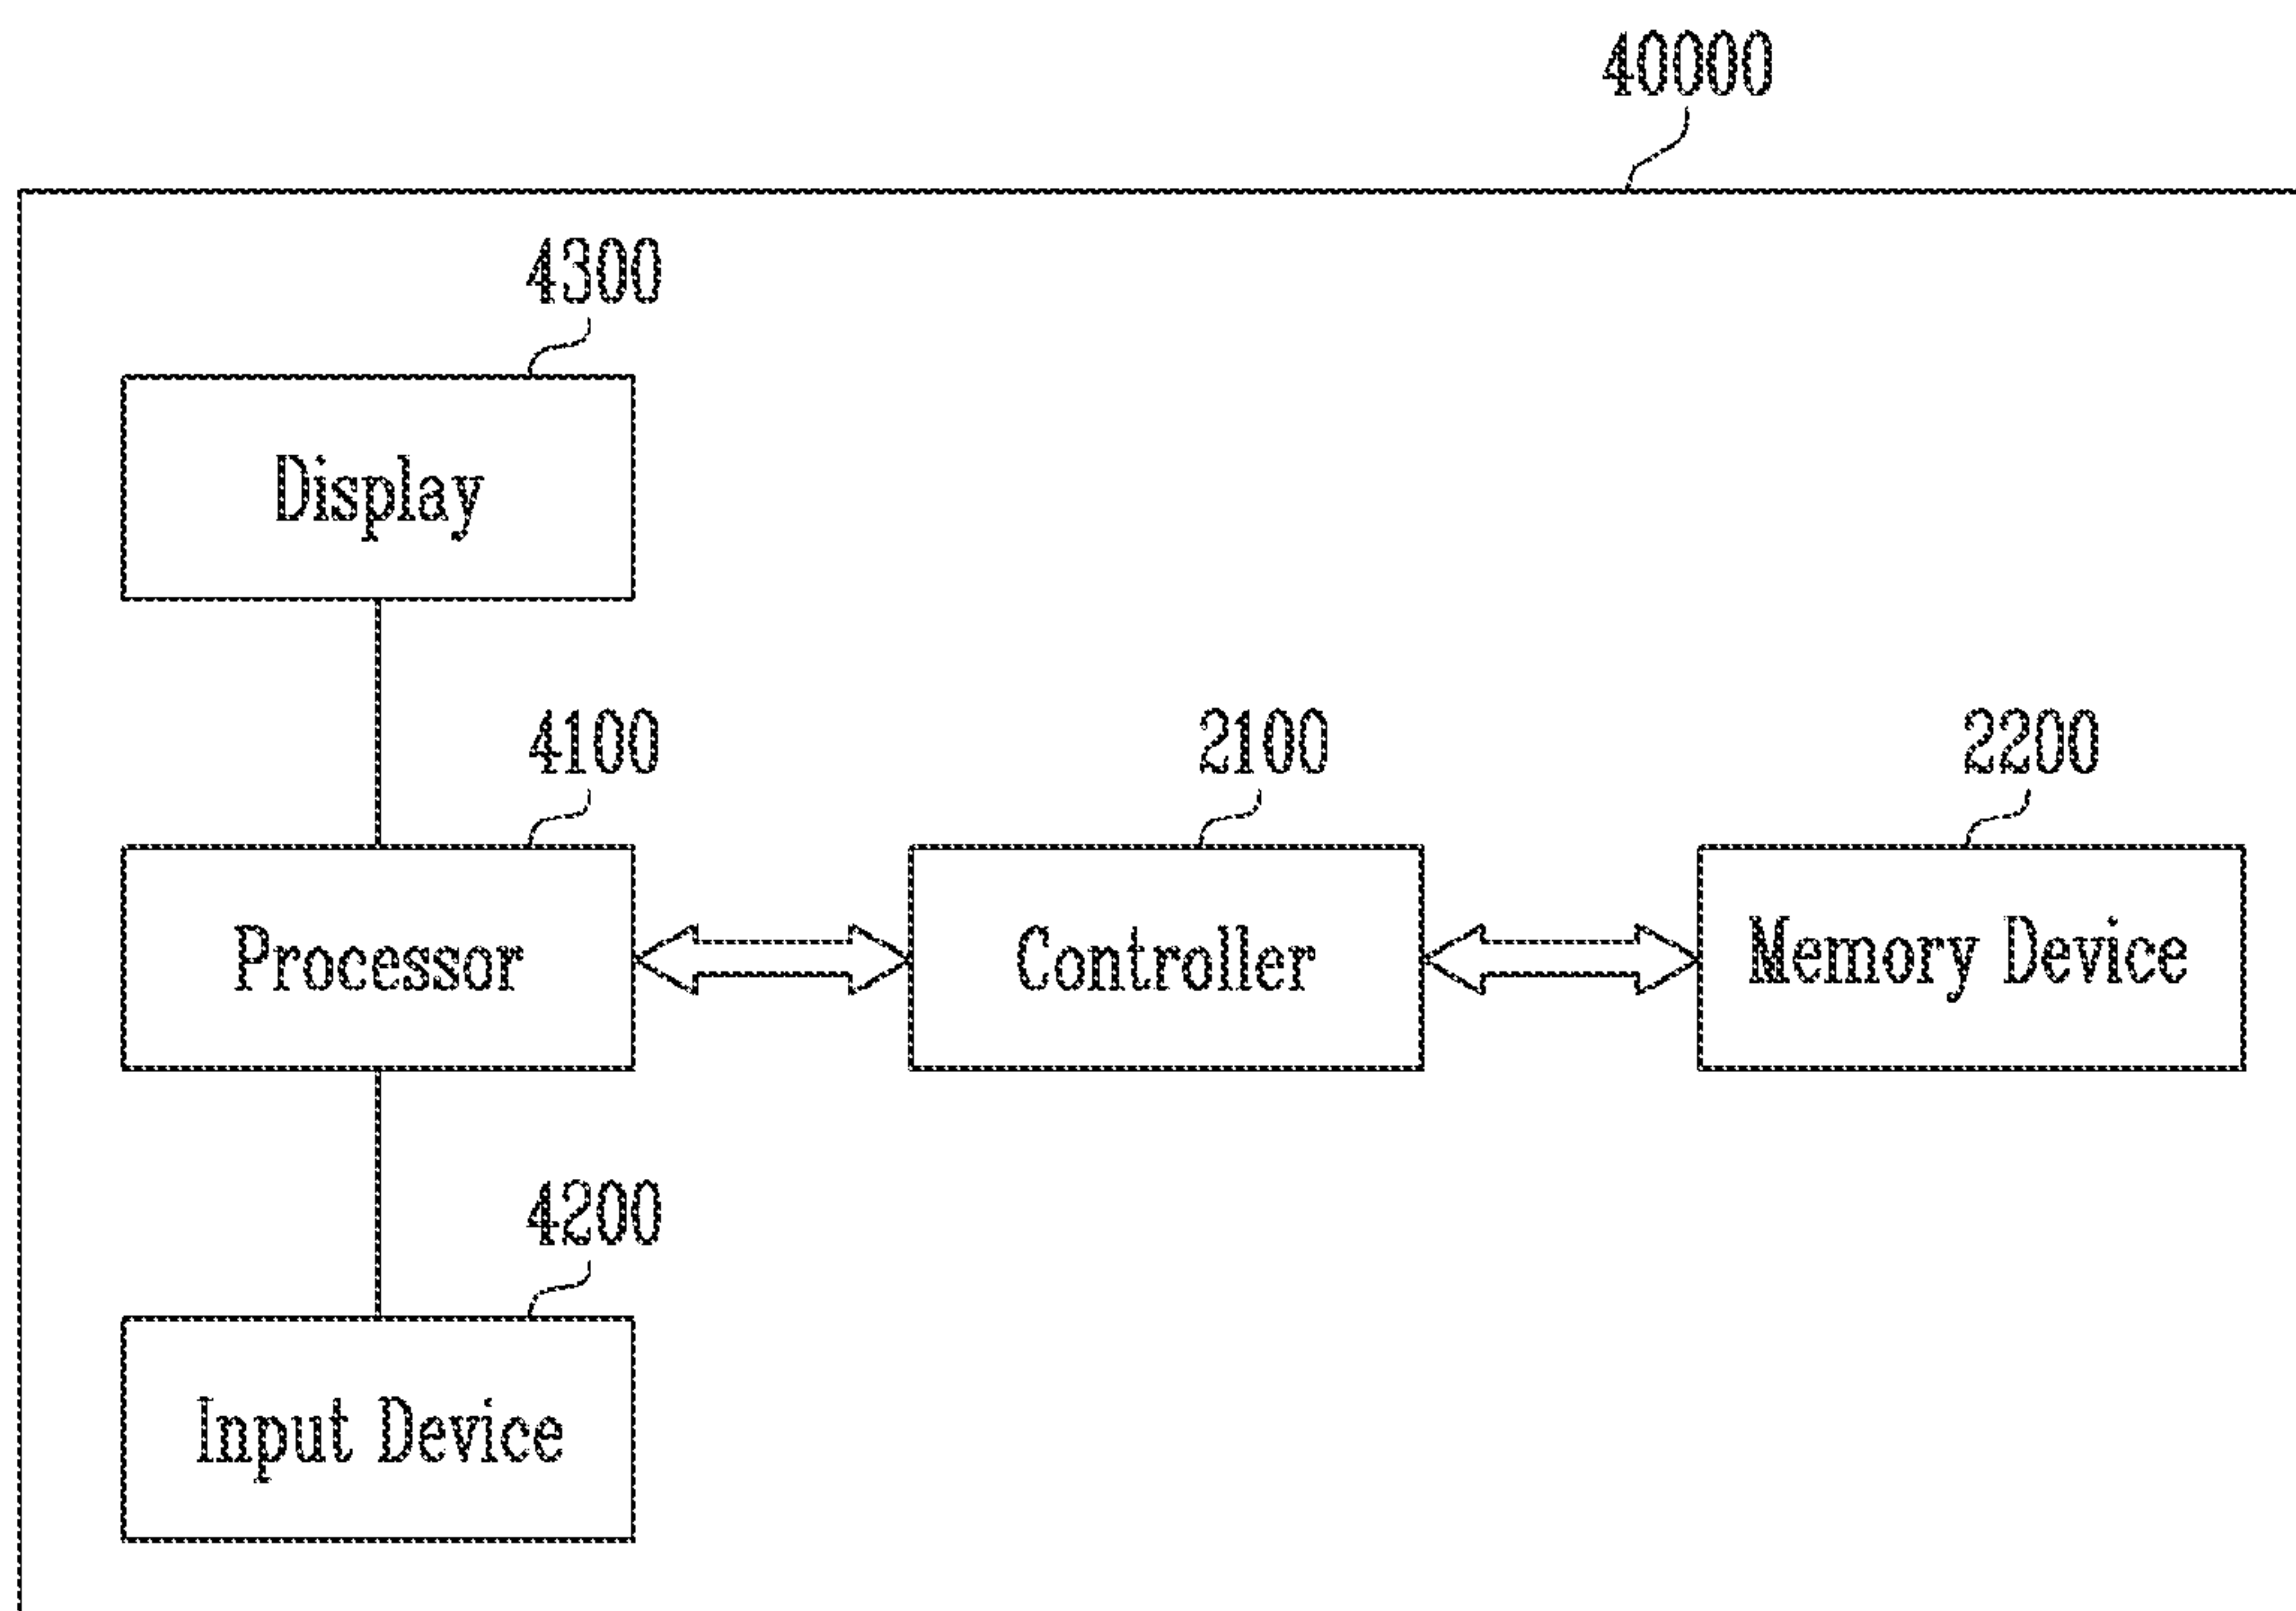 40000
4300
Display
4100
2100
2200
Processor
Controller
Memory Device
4200
Input Device